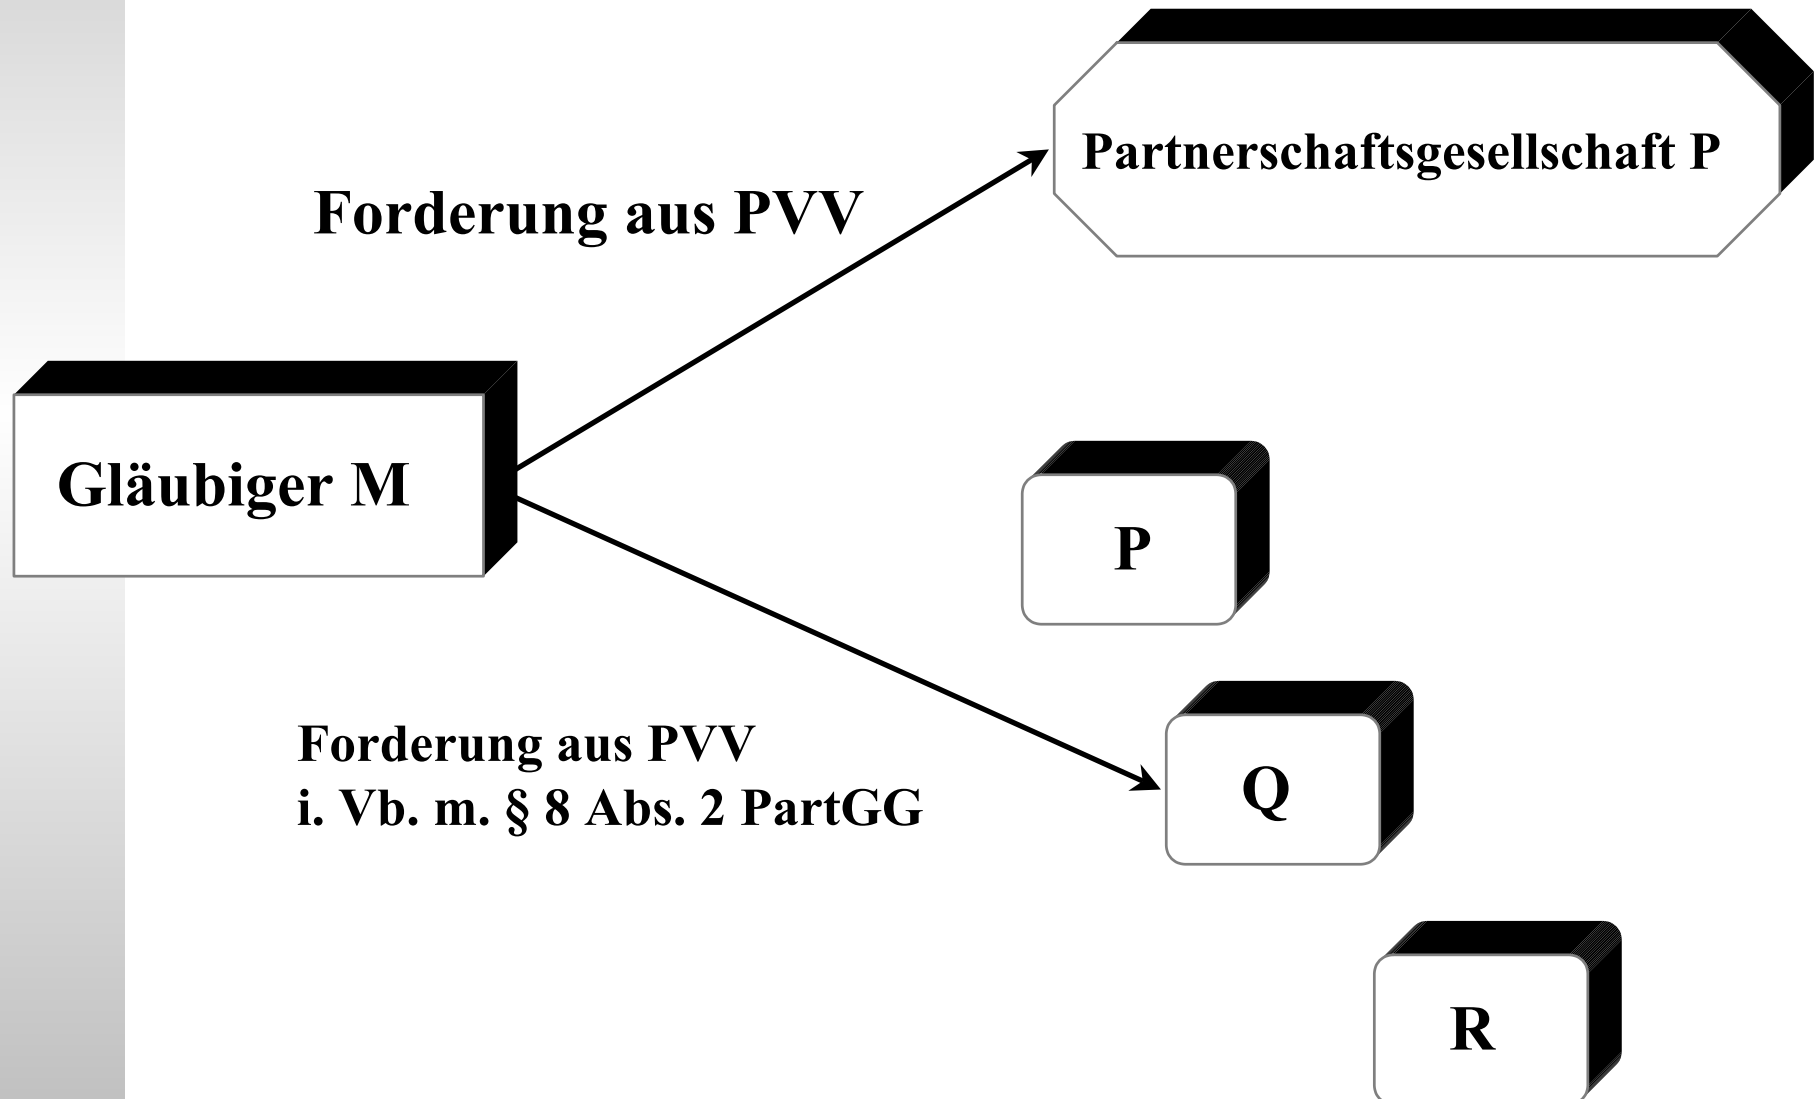 Partnerschaftsgesellschaft P
Forderung aus PVV
Gläubiger M
P
Forderung aus PVV
i. Vb. m. § 8 Abs. 2 PartGG
Q
R